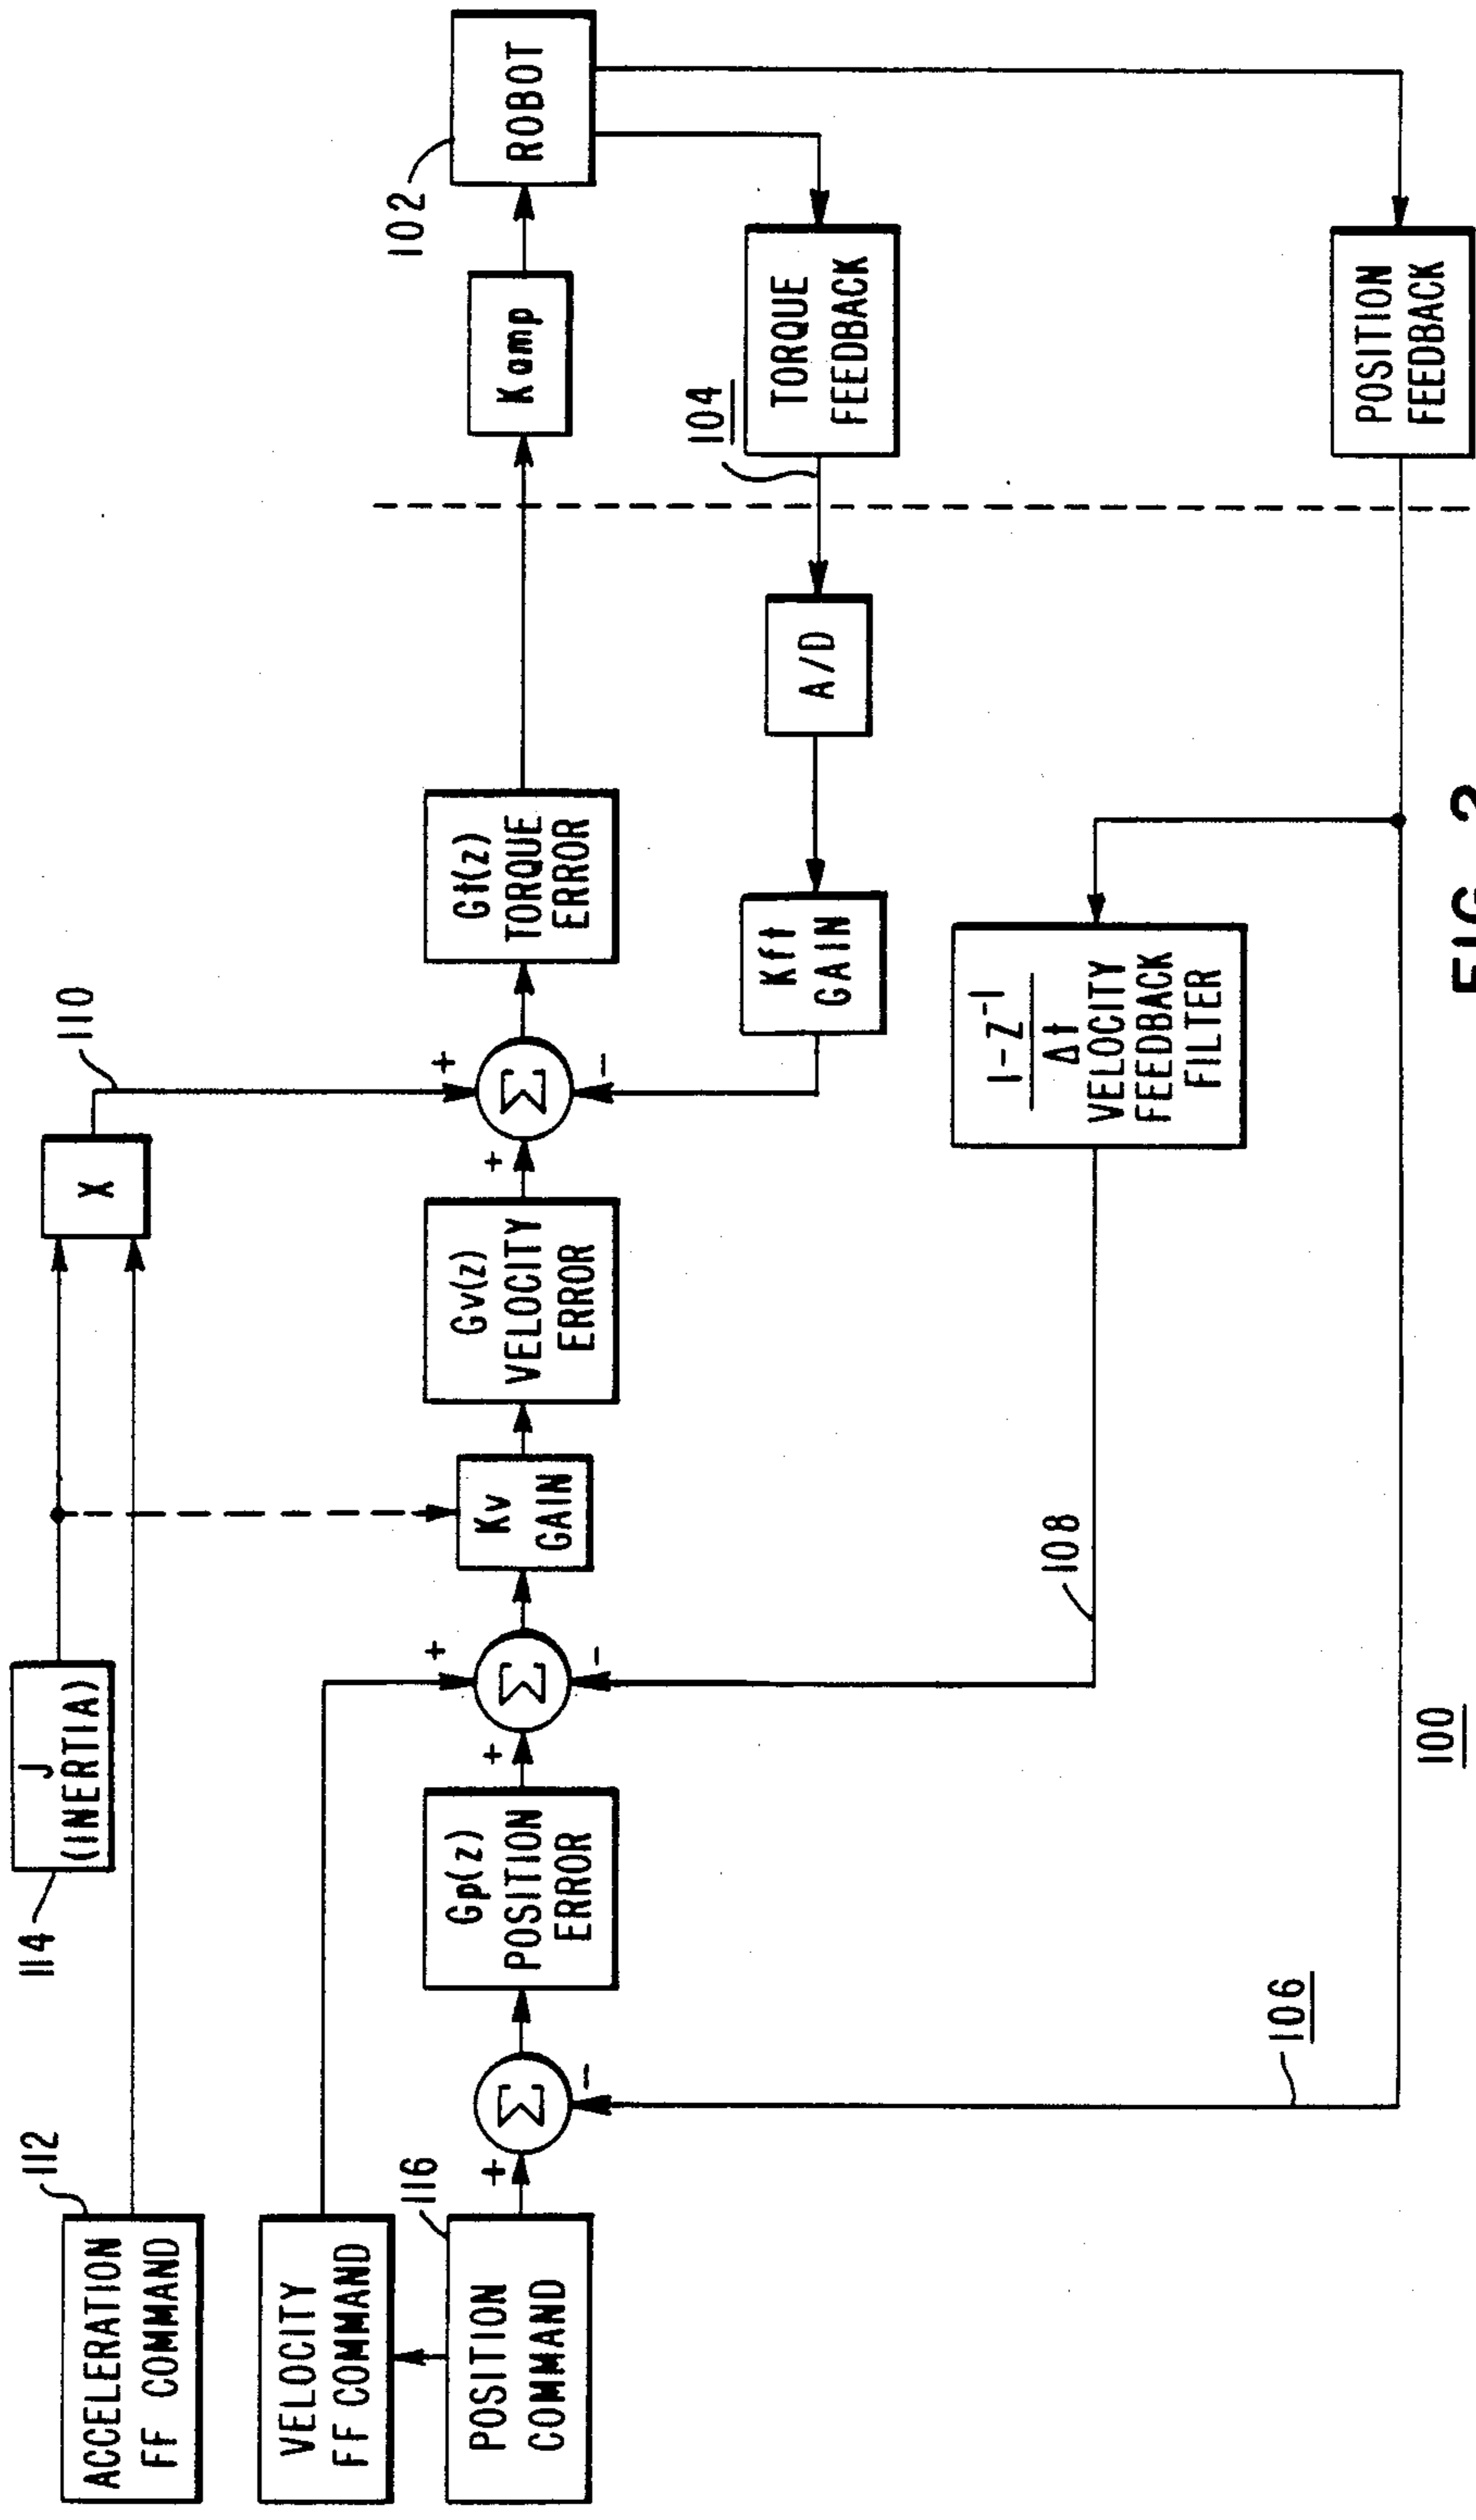 112
ACCELERATION
FF COMMAND
VELOCITY
FF COMMAND
116
POSITION
COMMAND
114
J
(INERTIA)
X
110
+
Σ
-
Gp(z)
POSITION
ERROR
+
+
Σ
-
Kv
GAIN
Gv(z)
VELOCITY
ERROR
+
+
Σ
-
Gt(z)
TORQUE
ERROR
Kamp
102
ROBOT
Kft
GAIN
A/D
104
TORQUE
FEEDBACK
108
1-Z⁻¹
Δt
VELOCITY
FEEDBACK
FILTER
106
POSITION
FEEDBACK
100